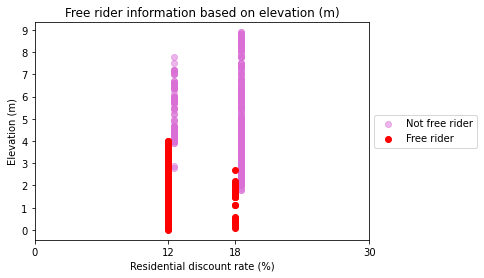 Free rider information based on elevation (m)
9
8
7
6
5
4
3
2
1
0
Elevation (m)
Not free rider
Free rider
0
12
18
30
Residential discount rate (%)